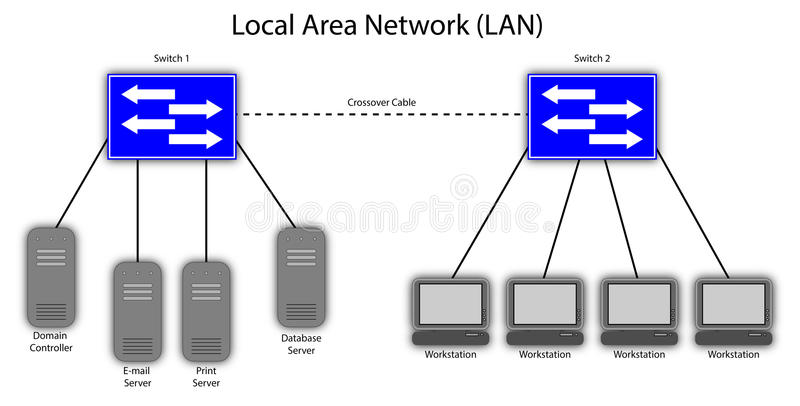 Local Area Network (LAN)
Switch 1
Switch 2
Crossover Cable
dreamstime
Domain
Controller
E-mail
Server
Print
Server
Database
Server
Workstation
Workstation
Workstation
Workstation